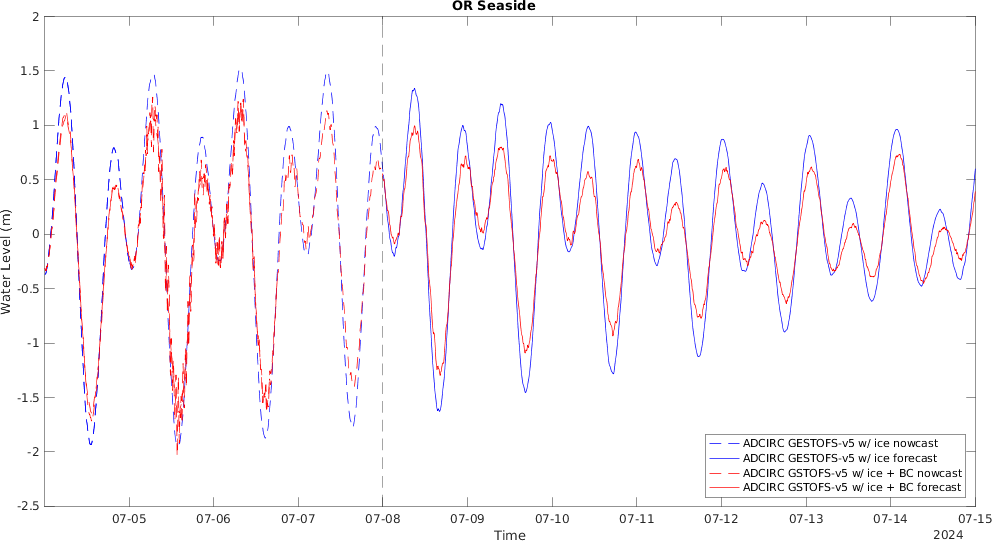 OR Seaside
2
1.5
1
0.5
0
-0.5
-1
-1.5
-2
-2.5
Water Level (m)
ADCIRC GESTOFS-v5 w/ ice nowcast
ADCIRC GESTOFS-v5 w/ ice forecast
ADCIRC GSTOFS-v5 w/ ice + BC nowcast
ADCIRC GSTOFS-v5 w/ ice + BC forecast
07-05 07-06 07-07 07-08 07-09 07-10 07-11 07-12 07-13 07-14 07-15
Time
2024